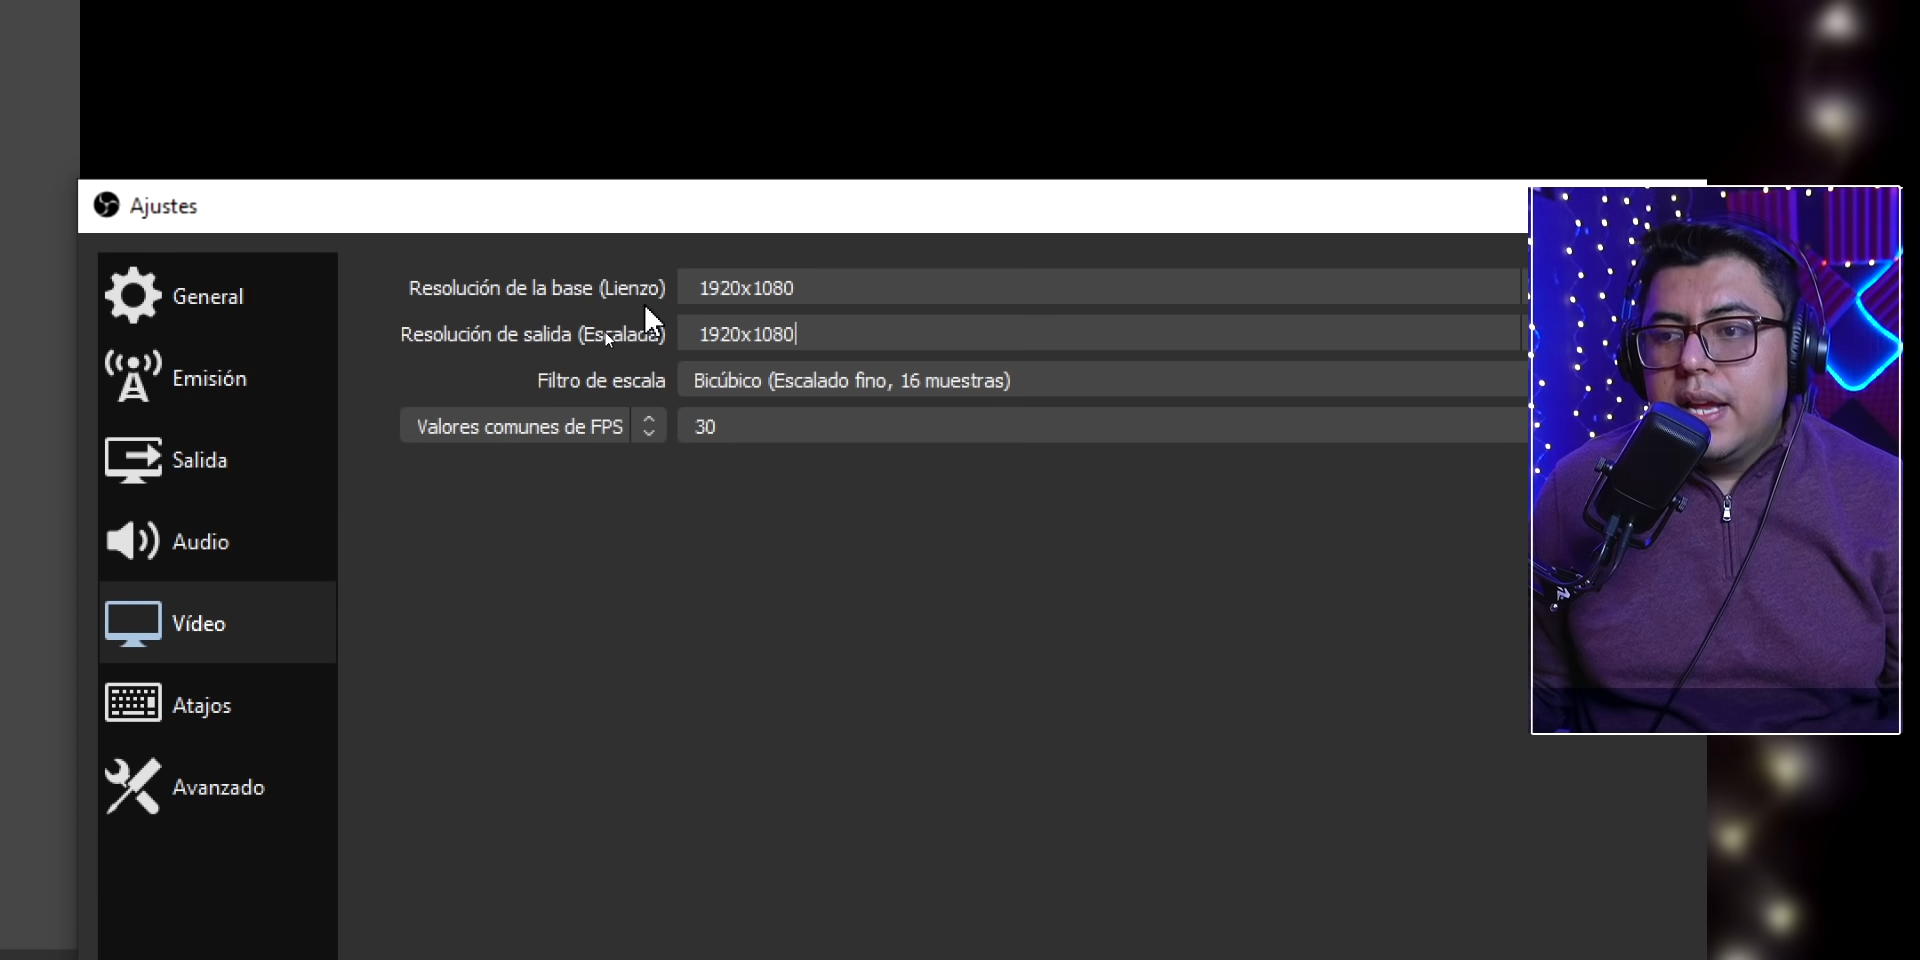 Ajustes
General
Emisión
Salida
Audio
Vídeo
Atajos
Avanzado
Resolución de la base (Lienzo) 1920x1080
Resolución de salida (Escalada) 1920x1080
Filtro de escala Bicúbico (Escalado fino, 16 muestras)
Valores comunes de FPS 30